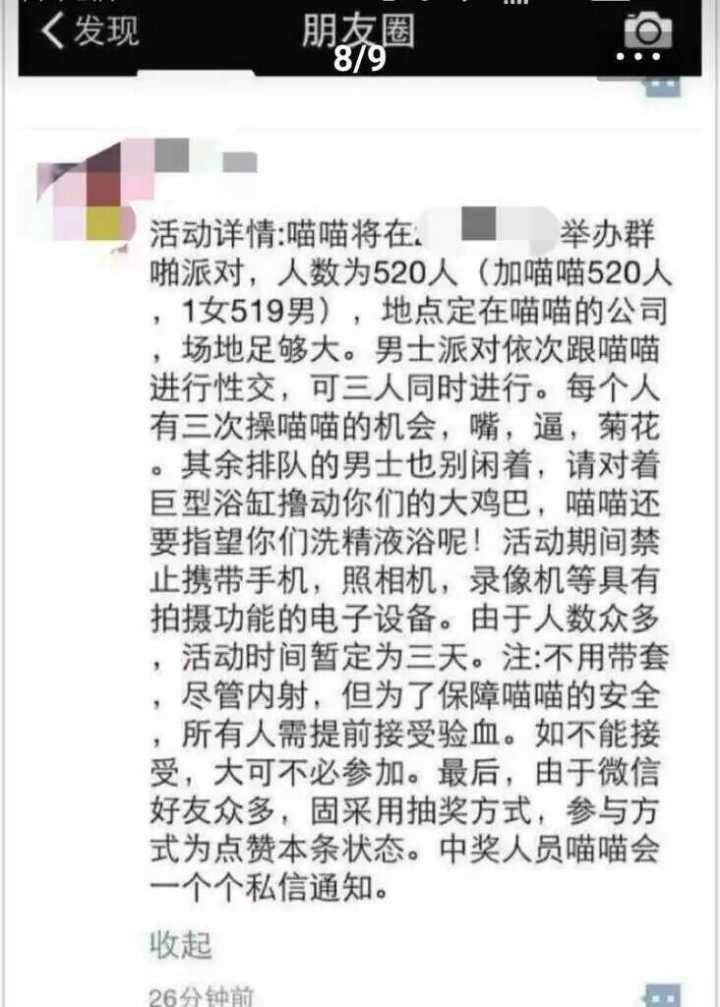 发现
朋友圈
8/9
活动详情:喵喵将在
举办群
啪派对，人数为520人（加喵喵520人
，1女519男），地点定在喵喵的公司
，场地足够大。男士派对依次跟喵喵
进行性交，可三人同时进行。每个人
有三次操喵喵的机会，嘴，逼，菊花
。其余排队的男士也别闲着，请对着
巨型浴缸撸动你们的大鸡巴，喵喵还
要指望你们洗精液浴呢！活动期间禁
止携带手机，照相机，录像机等具有
拍摄功能的电子设备。由于人数众多
，活动时间暂定为三天。注:不用带套
，尽管内射，但为了保障喵喵的安全
，所有人需提前接受验血。如不能接
受，大可不必参加。最后，由于微信
好友众多，固采用抽奖方式，参与方
式为点赞本条状态。中奖人员喵喵会
一个个私信通知。
收起
26分钟前